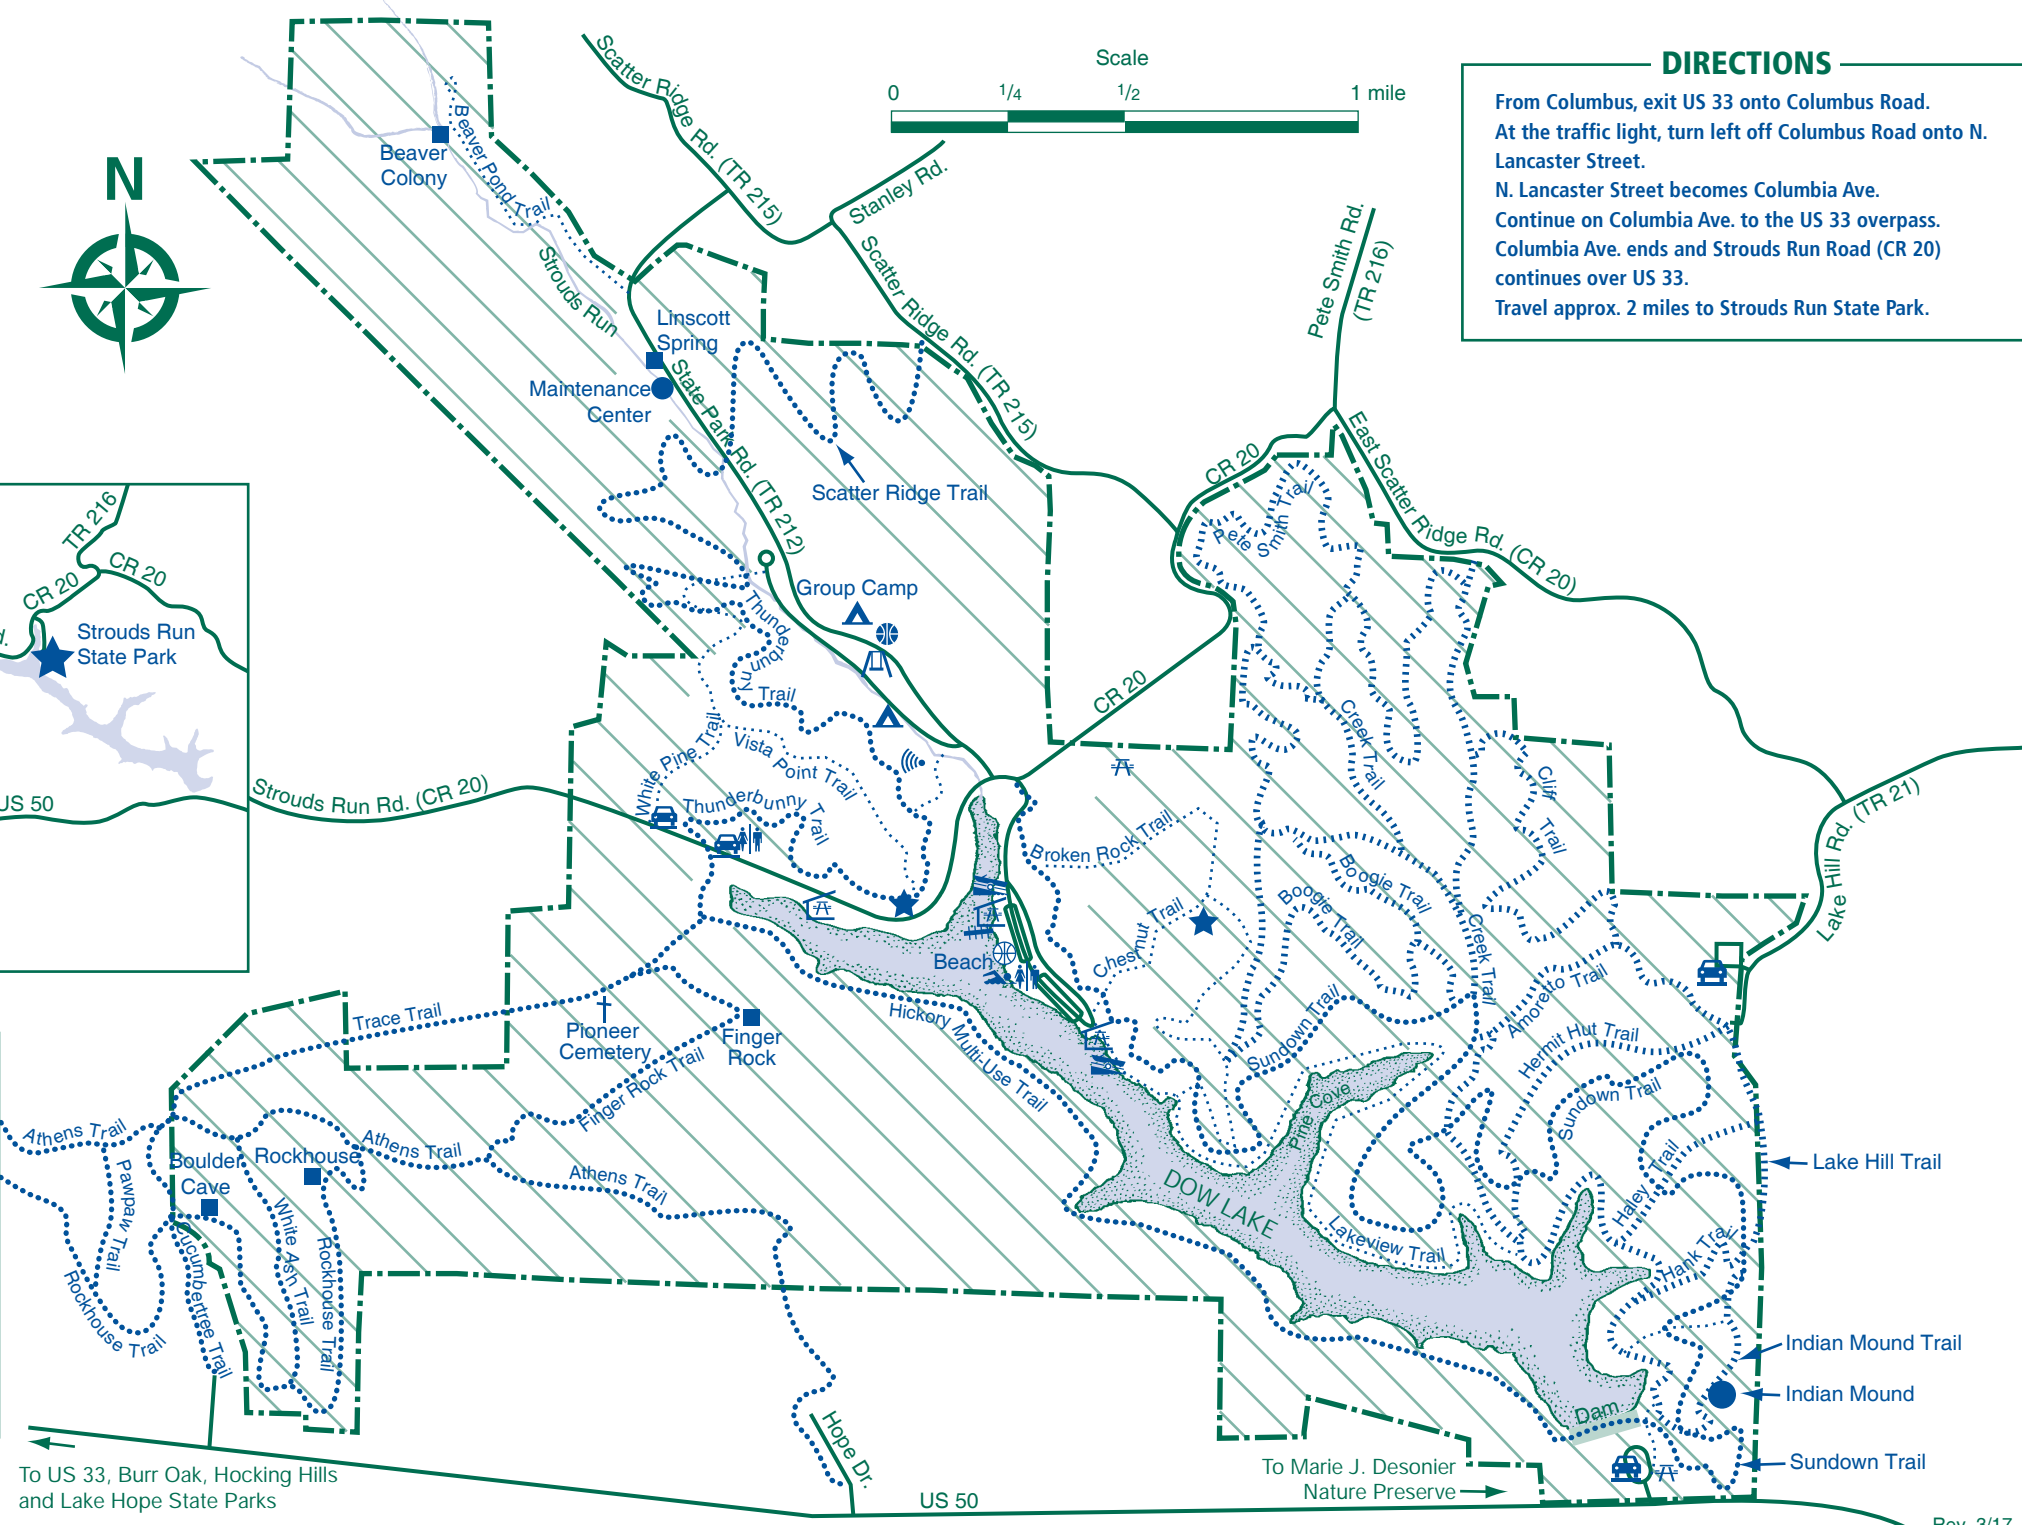 Scale
0
1/4
1/2
1 mile
DIRECTIONS
From Columbus, exit US 33 onto Columbus Road.
At the traffic light, turn left off Columbus Road onto N.
Lancaster Street.
N. Lancaster Street becomes Columbia Ave.
Continue on Columbia Ave. to the US 33 overpass.
Columbia Ave. ends and Strouds Run Road (CR 20)
continues over US 33.
Travel approx. 2 miles to Strouds Run State Park.
N
Scatter Ridge Rd. (TR 215)
Stanley Rd.
Beaver Pond Trail
Beaver
Colony
Strouds Run
Scatter Ridge Rd. (TR 215)
Pete Smith Rd.
(TR 216)
Linscott
Spring
Maintenance
Center
State Park Rd. (TR 212)
Scatter Ridge Trail
CR 20
East Scatter Ridge Rd. (CR 20)
Pete Smith Trail
TR 216
CR 20
CR 20
Strouds Run
State Park
US 50
Group Camp
Thunderbunny Trail
CR 20
White Pine Trail
Vista Point Trail
Creek Trail
Cliff Trail
Strouds Run Rd. (CR 20)
Thunderbunny Trail
Broken Rock Trail
Boogie Trail
Boogie Trail
Lake Hill Rd. (TR 21)
Chestnut Trail
Creek Trail
Beach
Amoretto Trail
Trace Trail
Pioneer
Cemetery
Finger
Rock
Hickory Multi-Use Trail
Sundown Trail
Hermit Hut Trail
Finger Rock Trail
Pine Cove
Sundown Trail
Athens Trail
Athens Trail
Boulder
Cave
Rockhouse
Athens Trail
Pawpaw Trail
DOW LAKE
Haley Trail
Lake Hill Trail
White Ash Trail
Rockhouse Trail
Cucumbertree Trail
Rockhouse Trail
Lakeview Trail
Hank Trail
Indian Mound Trail
Indian Mound
Dam
Hope Dr.
Sundown Trail
To US 33, Burr Oak, Hocking Hills
and Lake Hope State Parks
US 50
To Marie J. Desonier
Nature Preserve
Rev. 3/17